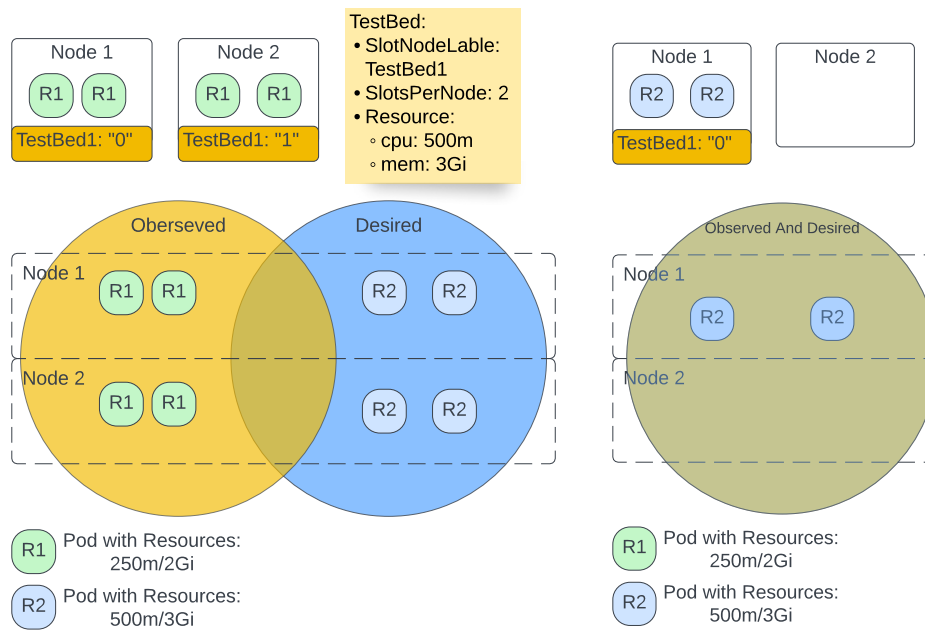 Node 1
R1 R1
TestBed1: "0"
Node 2
R1 R1
TestBed1: "1"
TestBed:
• SlotNodeLable:
TestBed1
• SlotsPerNode: 2
• Resource:
◦ cpu: 500m
◦ mem: 3Gi
Node 1
R2 R2
TestBed1: "0"
Node 2
Oberseved
Desired
Node 1
R1 R1
R2 R2
Node 2
R1 R1
R2 R2
Observed And Desired
Node 1
R2 R2
Node 2
R1
Pod with Resources:
250m/2Gi
R2
Pod with Resources:
500m/3Gi
R1
Pod with Resources:
250m/2Gi
R2
Pod with Resources:
500m/3Gi